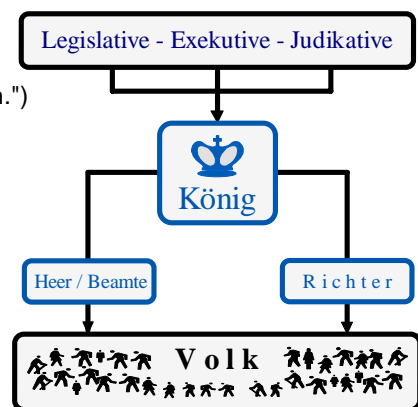 Legislative - Exekutive - Judikative
.")
König
Heer / Beamte
Richter
Volk